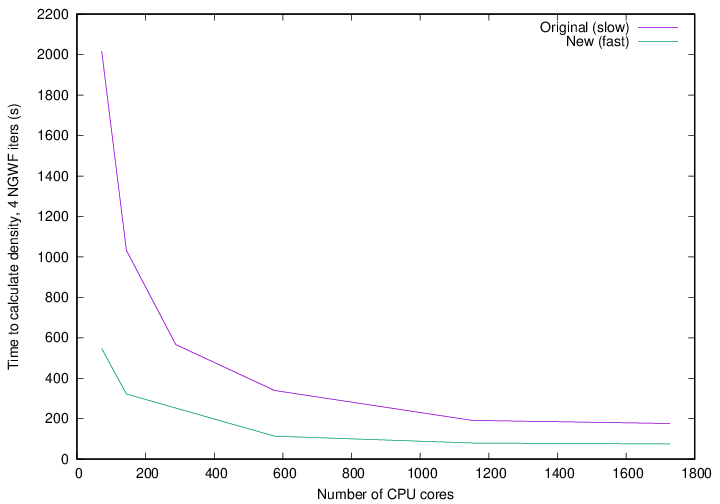 2200
2000
1800
1600
1400
1200
1000
800
600
400
200
0
Time to calculate density, 4 NGWF iters (s)
Original (slow)
New (fast)
0 200 400 600 800 1000 1200 1400 1600 1800
Number of CPU cores